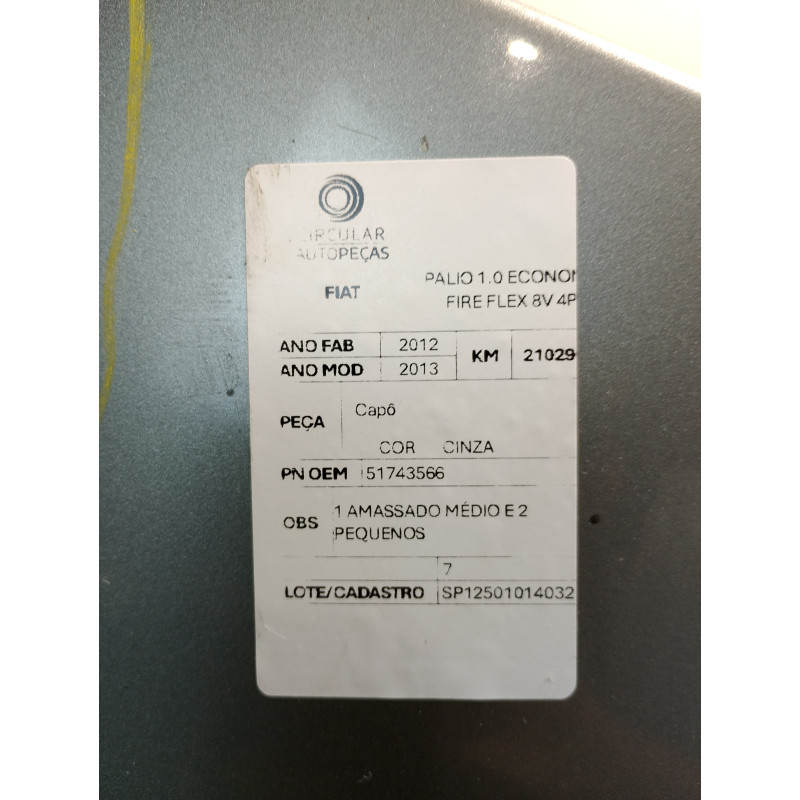 CIRCULAR
AUTOPEÇAS
FIAT
PALIO 1.0 ECONOM
FIRE FLEX 8V 4P
ANO FAB 2012
ANO MOD 2013
KM 21029
PEÇA Capô
COR CINZA
PN OEM 51743566
OBS 1 AMASSADO MÉDIO E 2
PEQUENOS
7
LOTE/CADASTRO SP12501014032